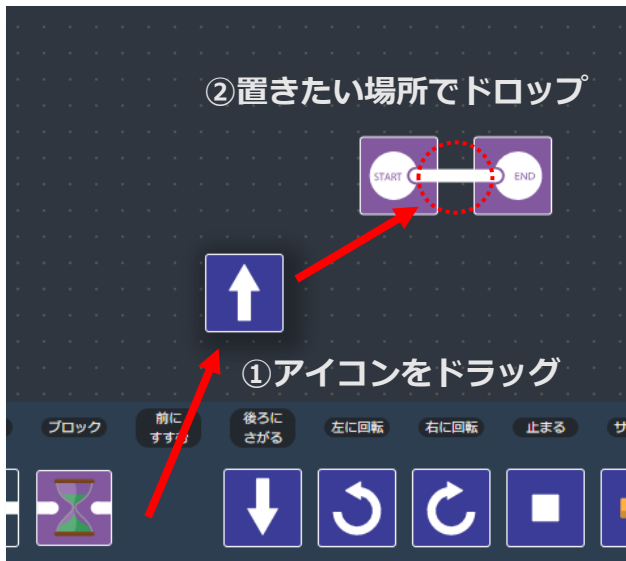 ②置きたい場所でドロップ
START
END
①アイコンをドラッグ
ブロック
前に
すすむ
後ろに
さがる
左に回転
右に回転
止まる
サ